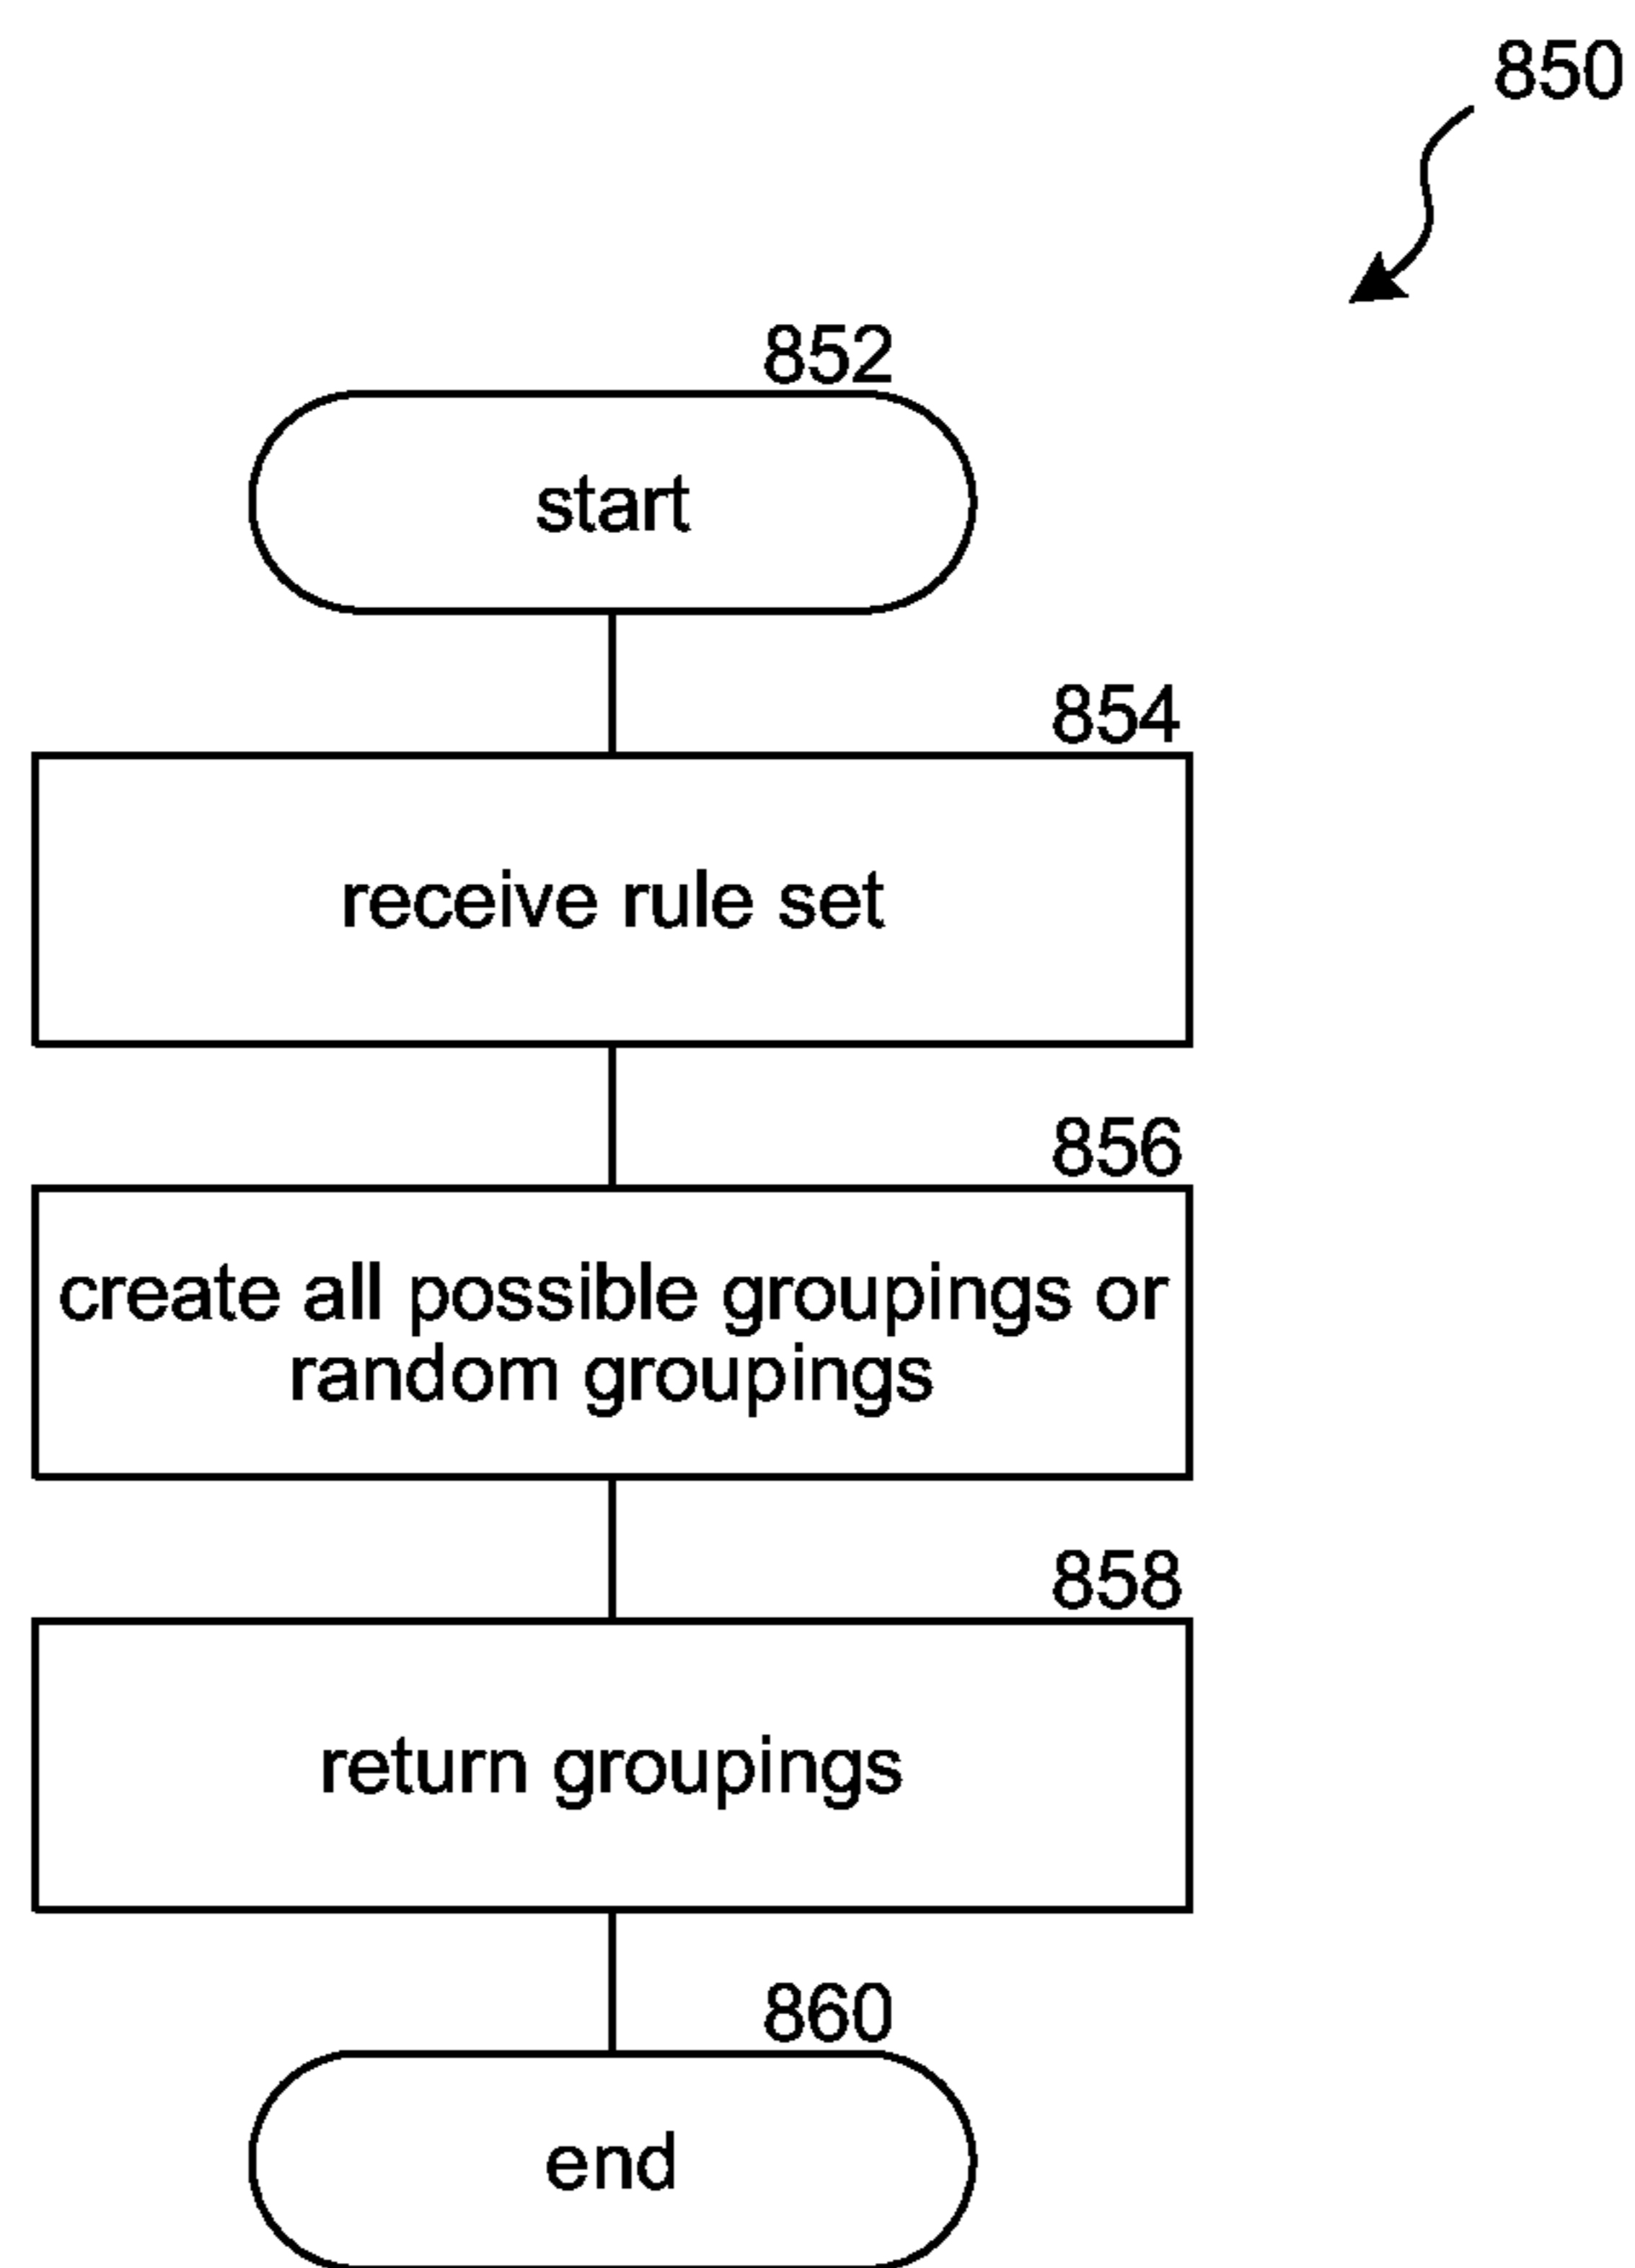 850
852
start
854
receive rule set
856
create all possible groupings or
random groupings
858
return groupings
860
end